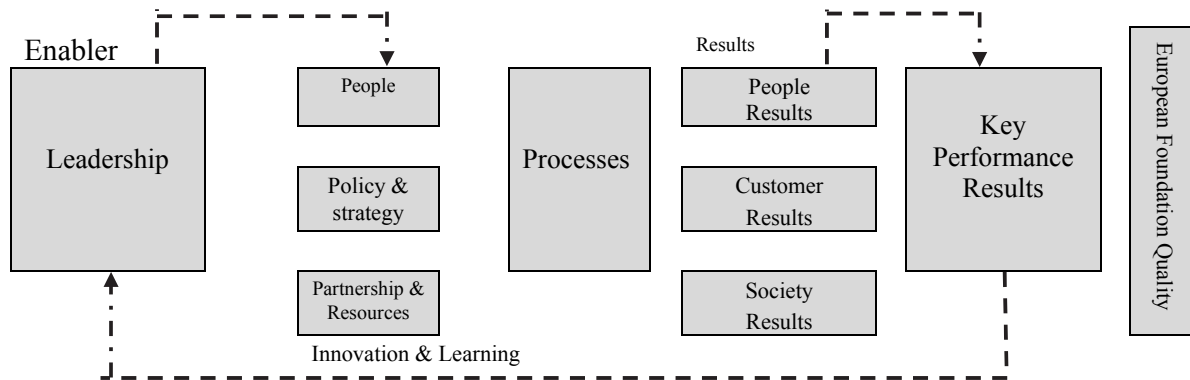 Enabler
Results
Leadership
People
Policy &
strategy
Partnership &
Resources
Processes
People
Results
Customer
Results
Society
Results
Key
Performance
Results
European Foundation Quality
Innovation & Learning